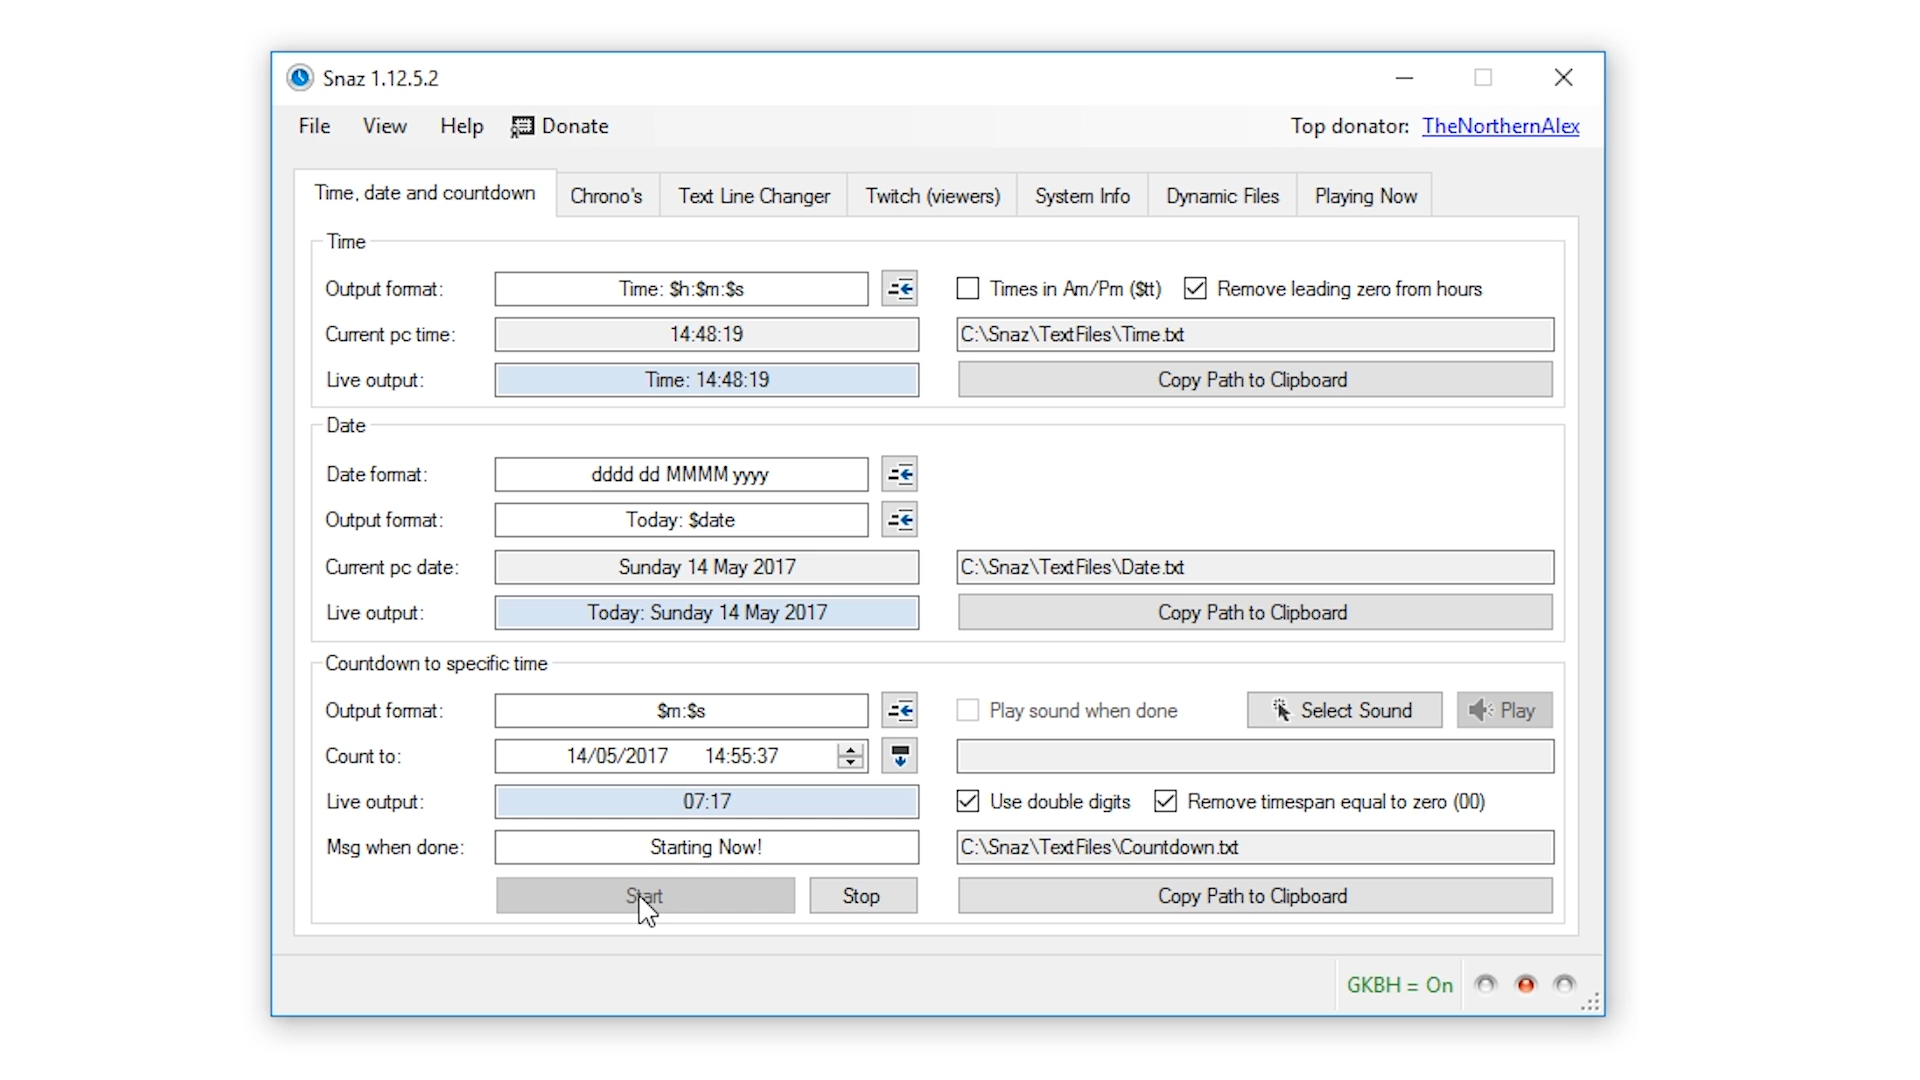 Snaz 1.12.5.2
File View Help Donate Top donator: TheNorthernAlex
Time, date and countdown Chrono's Text Line Changer Twitch (viewers) System Info Dynamic Files Playing Now
Time
Output format: Time: $h:$m:$s Times in Am/Pm ($tt) Remove leading zero from hours
Current pc time: 14:48:19 C:\Snaz\TextFiles\Time.txt
Live output: Time: 14:48:19 Copy Path to Clipboard
Date
Date format: dddd dd MMMM yyyy
Output format: Today: $date
Current pc date: Sunday 14 May 2017 C:\Snaz\TextFiles\Date.txt
Live output: Today: Sunday 14 May 2017 Copy Path to Clipboard
Countdown to specific time
Output format: $m:$s Play sound when done Select Sound Play
Count to: 14/05/2017 14:55:37
Live output: 07:17 Use double digits Remove timespan equal to zero (00)
Msg when done: Starting Now! C:\Snaz\TextFiles\Countdown.txt
Start Stop Copy Path to Clipboard
GKBH = On